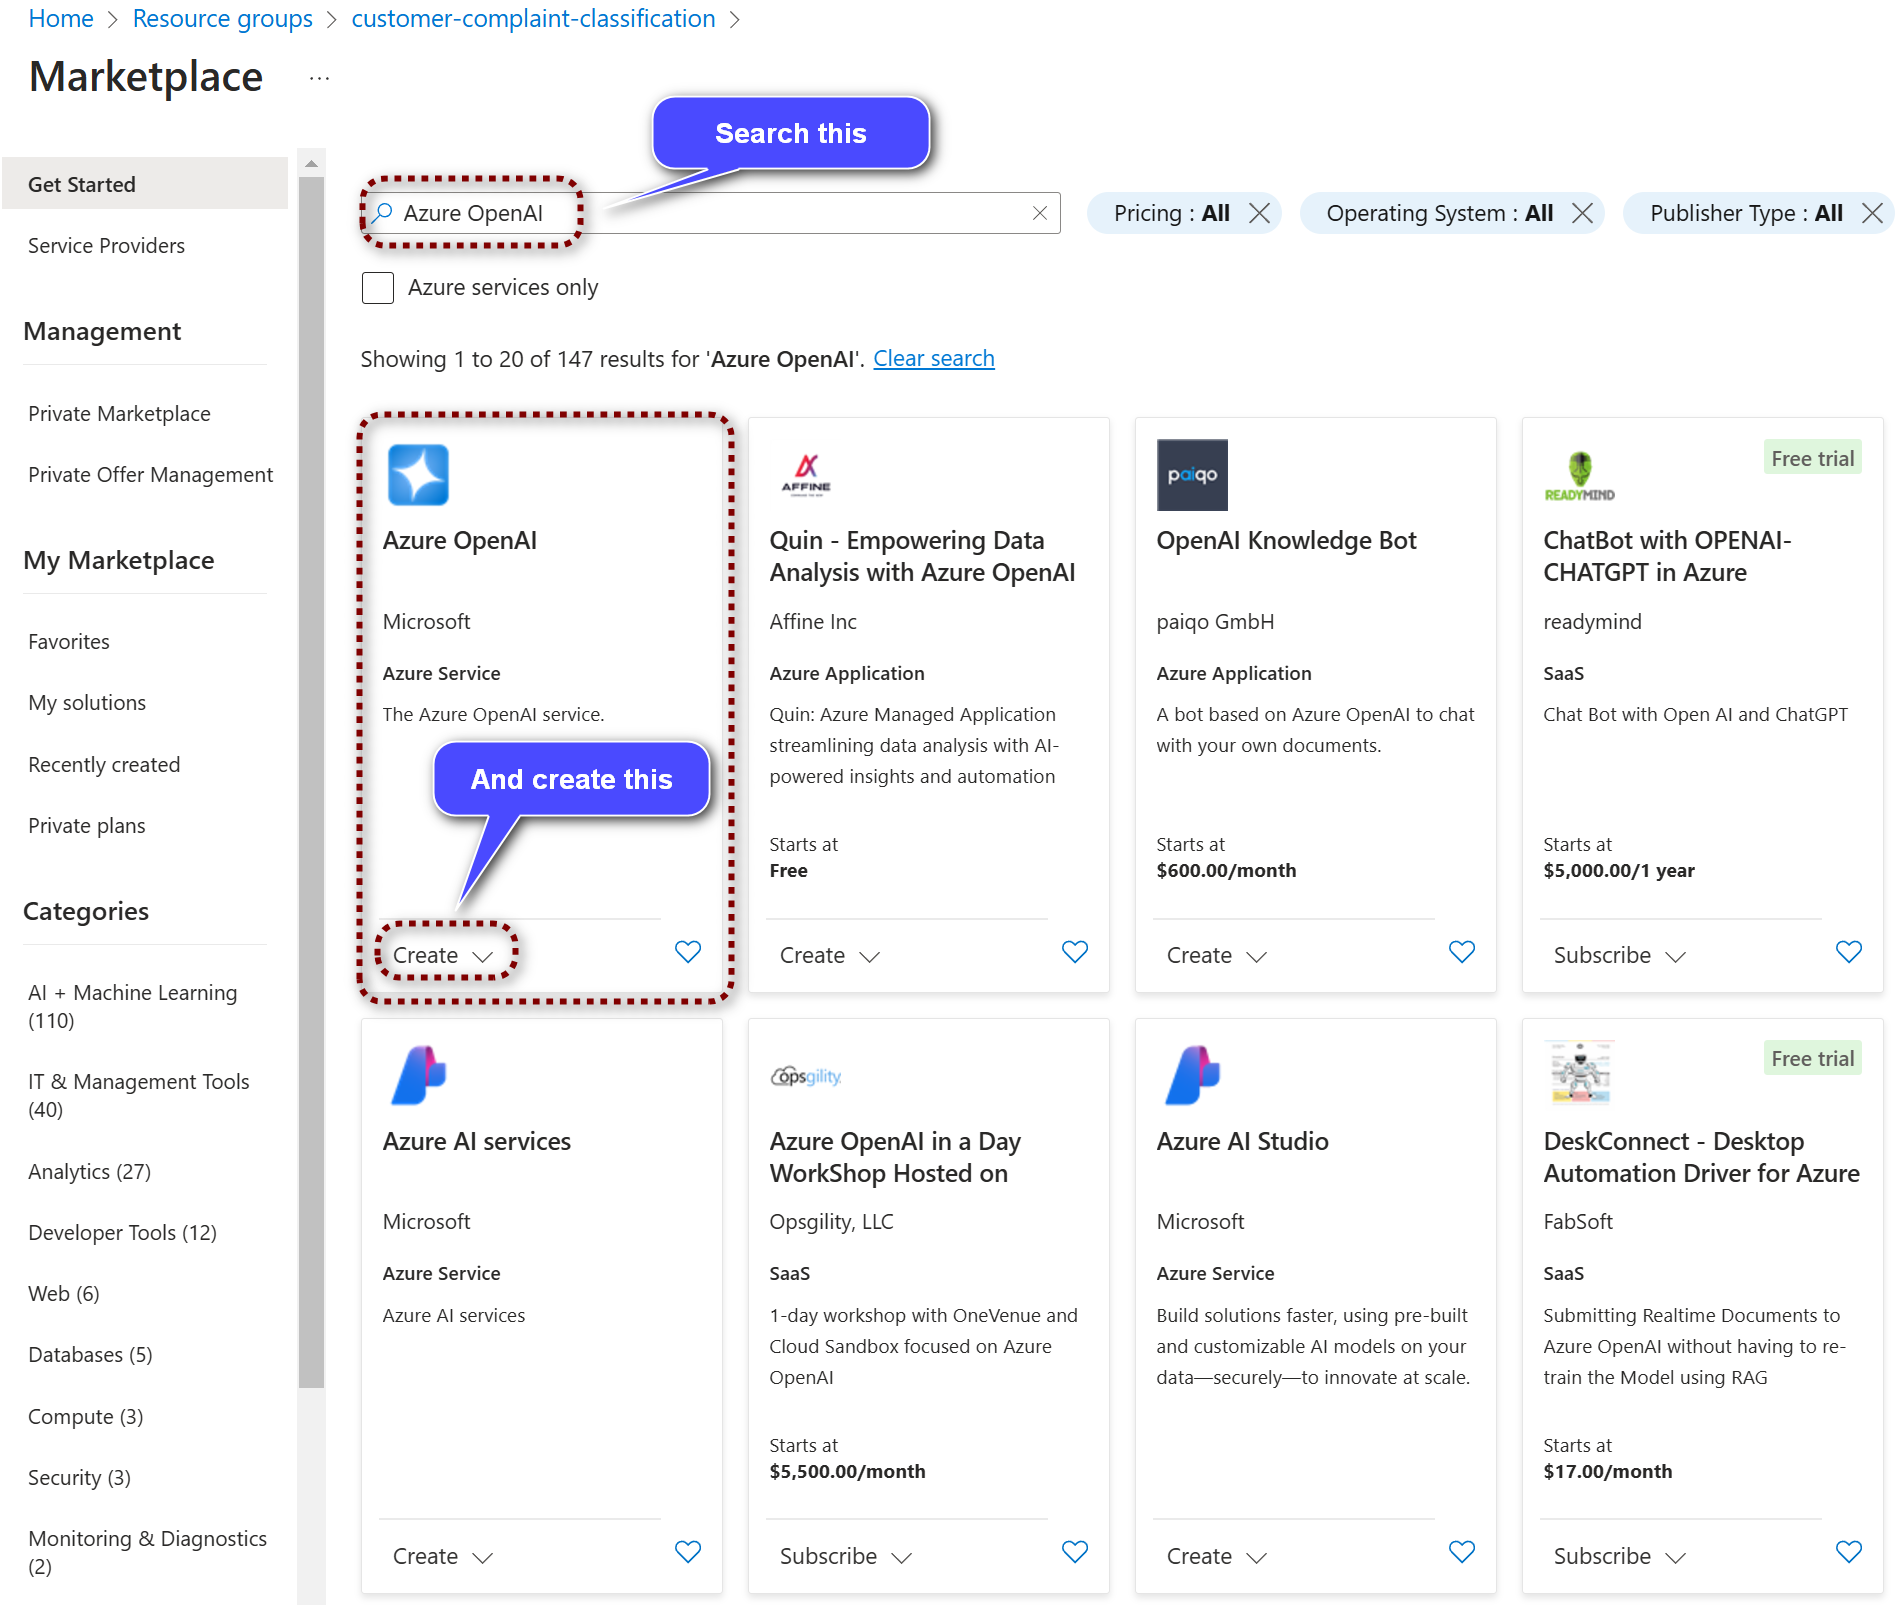 Home > Resource groups > customer-complaint-classification >
Marketplace ...
Search this
Get Started
Service Providers
Management
Private Marketplace
Private Offer Management
My Marketplace
Favorites
My solutions
Recently created
Private plans
Categories
AI + Machine Learning
(110)
IT & Management Tools
(40)
Analytics (27)
Developer Tools (12)
Web (6)
Databases (5)
Compute (3)
Security (3)
Monitoring & Diagnostics
(2)
Azure OpenAI
Pricing : All
Operating System : All
Publisher Type : All
Azure services only
Showing 1 to 20 of 147 results for 'Azure OpenAI'. Clear search
Azure OpenAI
Microsoft
Azure Service
The Azure OpenAI service.
And create this
Create
AFFINE
Quin - Empowering Data
Analysis with Azure OpenAI
Affine Inc
Azure Application
Quin: Azure Managed Application
streamlining data analysis with AI-
powered insights and automation
Starts at
Free
Create
paiqo
OpenAI Knowledge Bot
paiqo GmbH
Azure Application
A bot based on Azure OpenAI to chat
with your own documents.
Starts at
$600.00/month
Create
READYMIND
Free trial
ChatBot with OPENAI-
CHATGPT in Azure
readymind
SaaS
Chat Bot with Open AI and ChatGPT
Starts at
$5,000.00/1 year
Subscribe
Azure AI services
Microsoft
Azure Service
Azure AI services
Create
opsgility
Azure OpenAI in a Day
WorkShop Hosted on
Opsgility, LLC
SaaS
1-day workshop with OneVenue and
Cloud Sandbox focused on Azure
OpenAI
Starts at
$5,500.00/month
Subscribe
Azure AI Studio
Microsoft
Azure Service
Build solutions faster, using pre-built
and customizable AI models on your
data—securely—to innovate at scale.
Create
Free trial
DeskConnect - Desktop
Automation Driver for Azure
FabSoft
SaaS
Submitting Realtime Documents to
Azure OpenAI without having to re-
train the Model using RAG
Starts at
$17.00/month
Subscribe